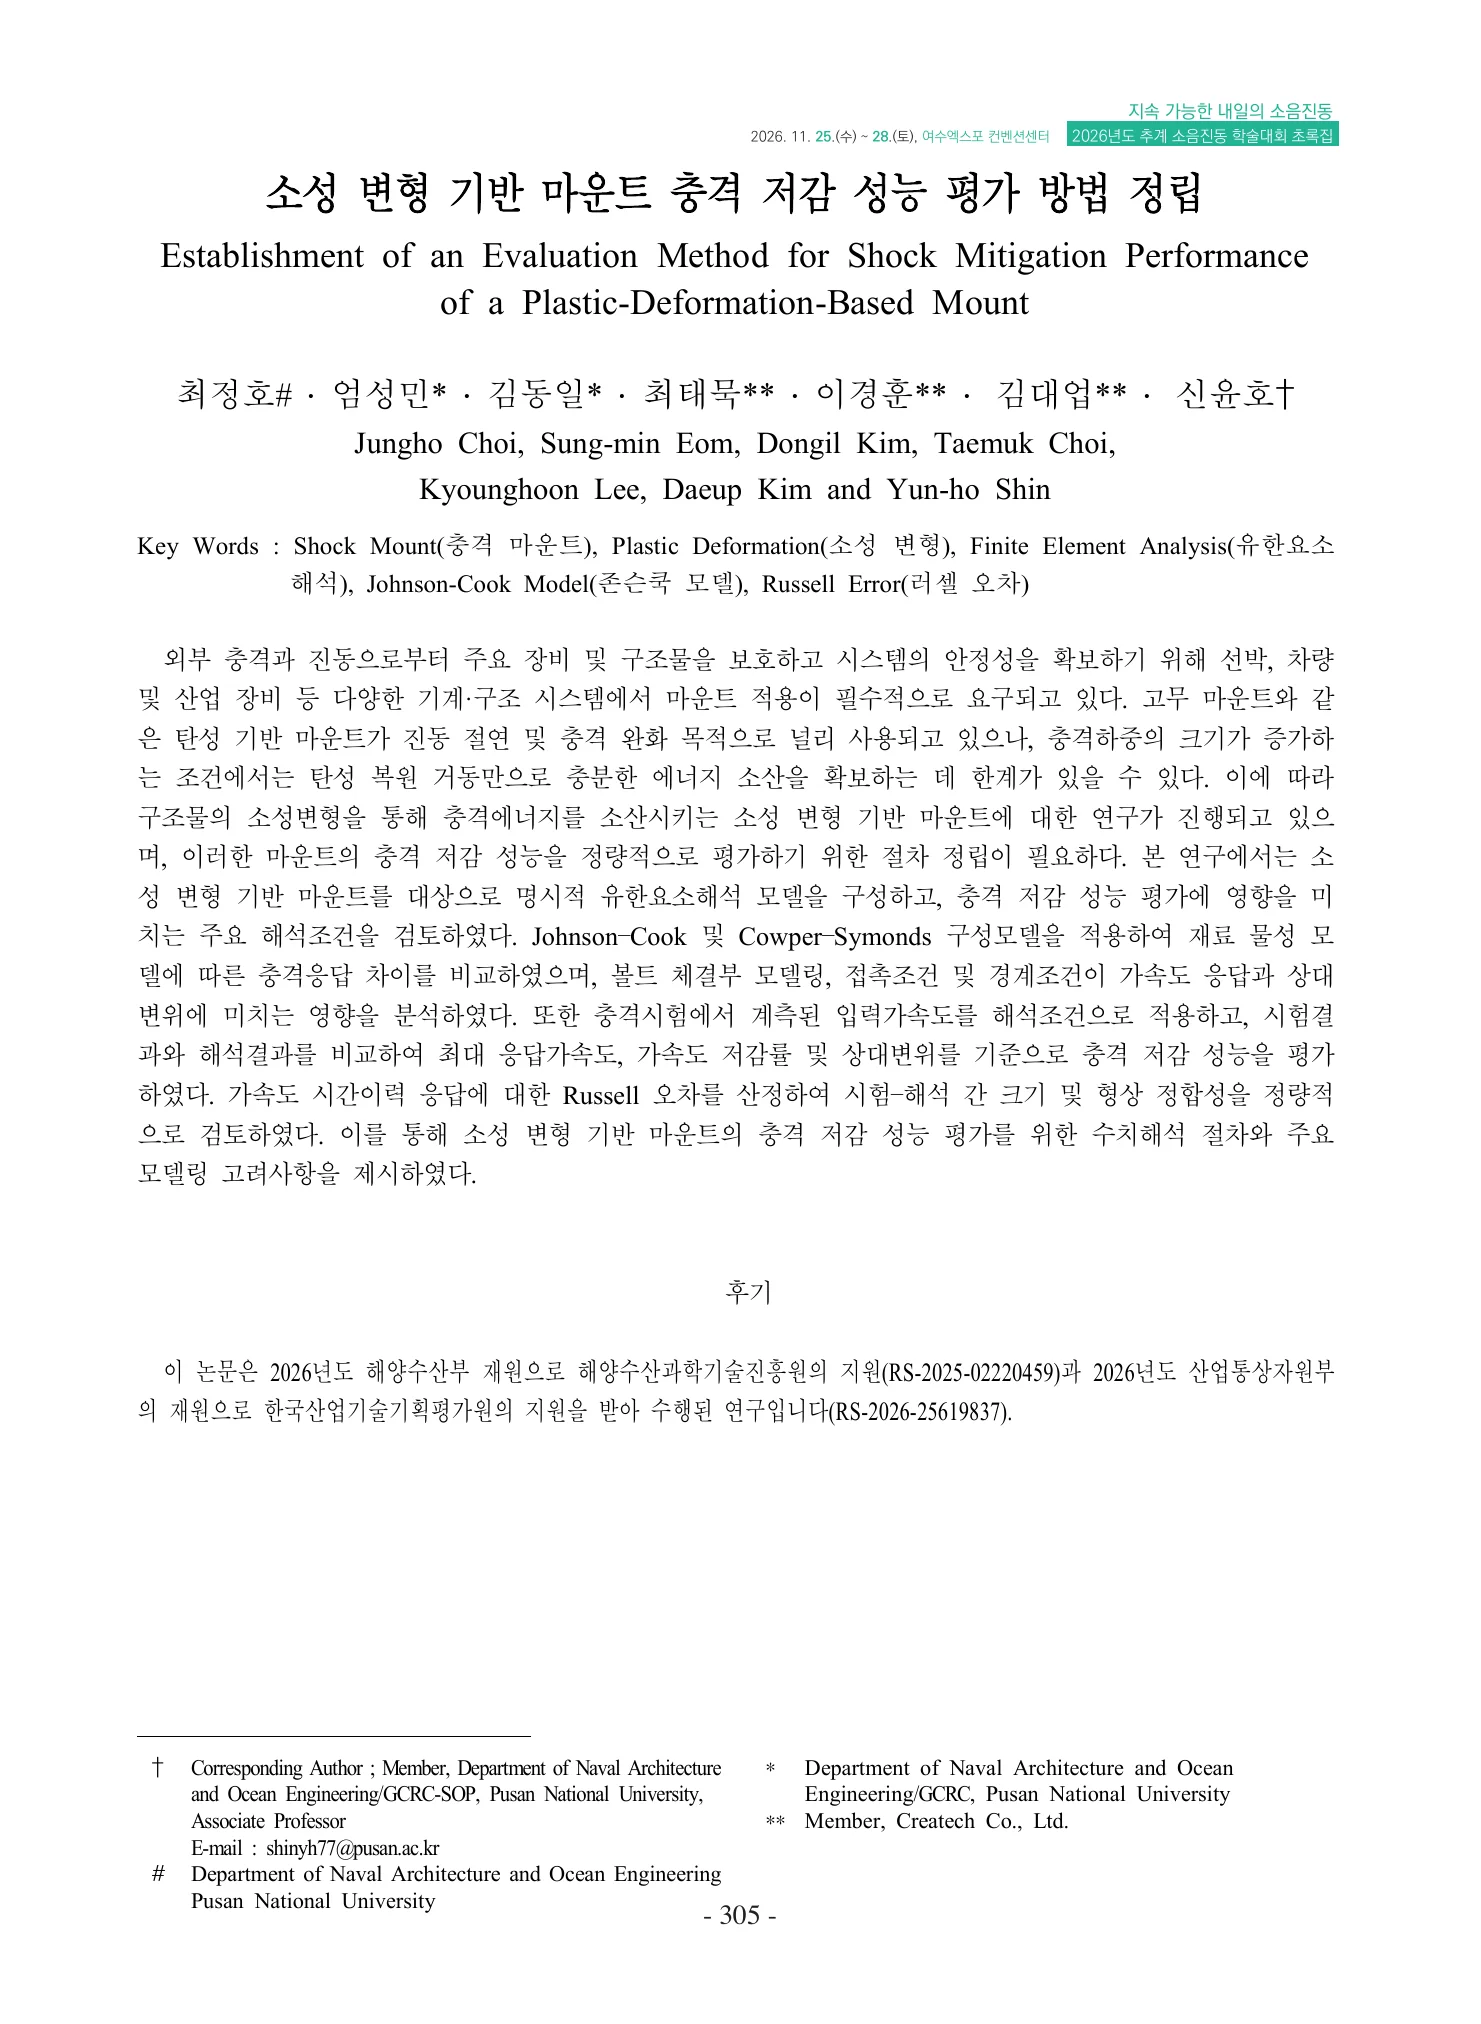 지속 가능한 내일의 소음진동
2026. 11. 25.(수) ~ 28.(토), 여수엑스포 컨벤션센터 2026년도 추계 소음진동 학술대회 초록집
소성 변형 기반 마운트 충격 저감 성능 평가 방법 정립
Establishment of an Evaluation Method for Shock Mitigation Performance
of a Plastic-Deformation-Based Mount
최정호# · 엄성민* · 김동일* · 최태묵** · 이경훈** · 김대업** · 신윤호†
Jungho Choi, Sung-min Eom, Dongil Kim, Taemuk Choi,
Kyounghoon Lee, Daeup Kim and Yun-ho Shin
Key Words : Shock Mount(충격 마운트), Plastic Deformation(소성 변형), Finite Element Analysis(유한요소
해석), Johnson-Cook Model(존슨쿡 모델), Russell Error(러셀 오차)
외부 충격과 진동으로부터 주요 장비 및 구조물을 보호하고 시스템의 안정성을 확보하기 위해 선박, 차량
및 산업 장비 등 다양한 기계·구조 시스템에서 마운트 적용이 필수적으로 요구되고 있다. 고무 마운트와 같
은 탄성 기반 마운트가 진동 절연 및 충격 완화 목적으로 널리 사용되고 있으나, 충격하중의 크기가 증가하
는 조건에서는 탄성 복원 거동만으로 충분한 에너지 소산을 확보하는 데 한계가 있을 수 있다. 이에 따라
구조물의 소성변형을 통해 충격에너지를 소산시키는 소성 변형 기반 마운트에 대한 연구가 진행되고 있으
며, 이러한 마운트의 충격 저감 성능을 정량적으로 평가하기 위한 절차 정립이 필요하다. 본 연구에서는 소
성 변형 기반 마운트를 대상으로 명시적 유한요소해석 모델을 구성하고, 충격 저감 성능 평가에 영향을 미
치는 주요 해석조건을 검토하였다. Johnson–Cook 및 Cowper–Symonds 구성모델을 적용하여 재료 물성 모
델에 따른 충격응답 차이를 비교하였으며, 볼트 체결부 모델링, 접촉조건 및 경계조건이 가속도 응답과 상대
변위에 미치는 영향을 분석하였다. 또한 충격시험에서 계측된 입력가속도를 해석조건으로 적용하고, 시험결
과와 해석결과를 비교하여 최대 응답가속도, 가속도 저감률 및 상대변위를 기준으로 충격 저감 성능을 평가
하였다. 가속도 시간이력 응답에 대한 Russell 오차를 산정하여 시험–해석 간 크기 및 형상 정합성을 정량적
으로 검토하였다. 이를 통해 소성 변형 기반 마운트의 충격 저감 성능 평가를 위한 수치해석 절차와 주요
모델링 고려사항을 제시하였다.
후기
이 논문은 2026년도 해양수산부 재원으로 해양수산과학기술진흥원의 지원(RS-2025-02220459)과 2026년도 산업통상자원부
의 재원으로 한국산업기술기획평가원의 지원을 받아 수행된 연구입니다(RS-2026-25619837).
† Corresponding Author ; Member, Department of Naval Architecture
and Ocean Engineering/GCRC-SOP, Pusan National University,
Associate Professor
E-mail : shinyh77@pusan.ac.kr
# Department of Naval Architecture and Ocean Engineering
Pusan National University
* Department of Naval Architecture and Ocean
Engineering/GCRC, Pusan National University
** Member, Createch Co., Ltd.
- 305 -